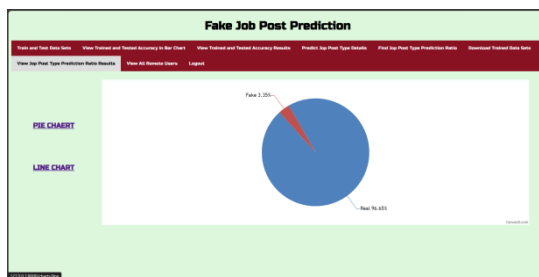 Fake Job Post Prediction
Train and Test Data Sets View Trained and Tested Accuracy in Bar Chart View Trained and Tested Accuracy Results Predict Jop Post Type Details Find Jop Post Type Prediction Ratio Download Trained Data Sets
View Jop Post Type Prediction Ratio Results View All Remote Users Logout
Fake 3.35%
PIE CHAERT
LINE CHART
Real 96.65%